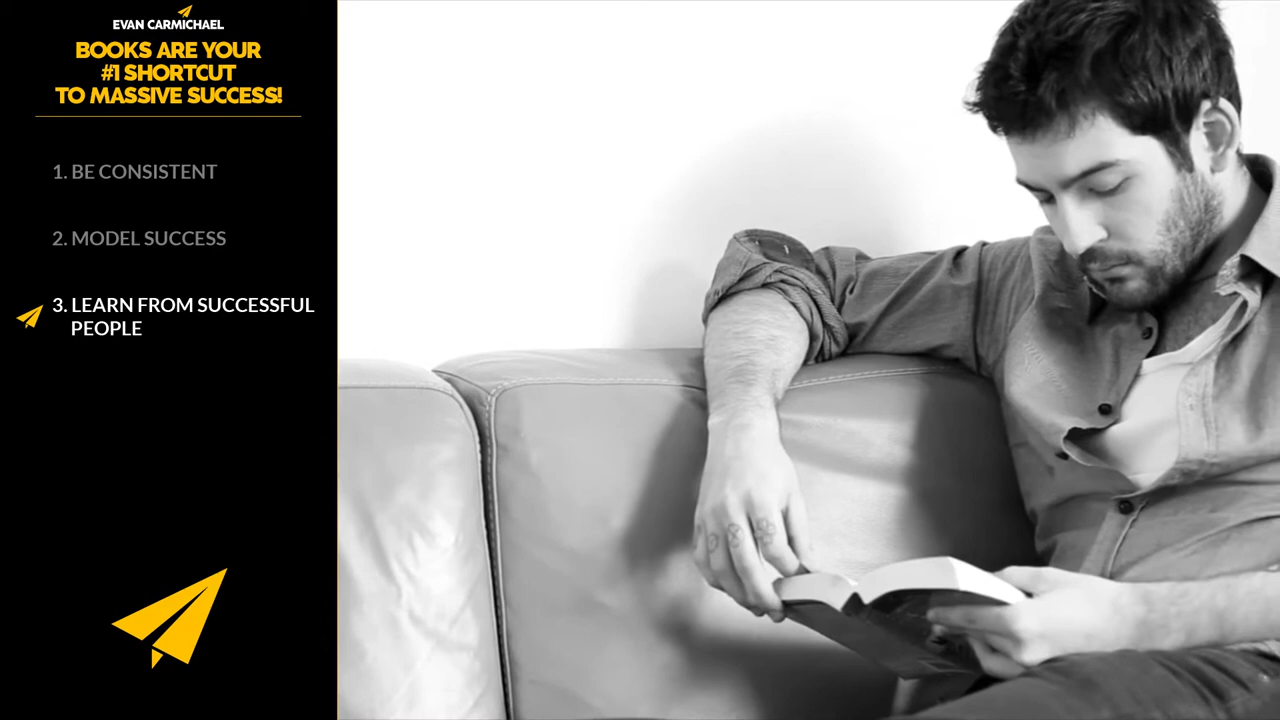 EVAN CARMICHAEL
BOOKS ARE YOUR
#1 SHORTCUT
TO MASSIVE SUCCESS!
1. BE CONSISTENT
2. MODEL SUCCESS
3. LEARN FROM SUCCESSFUL
PEOPLE